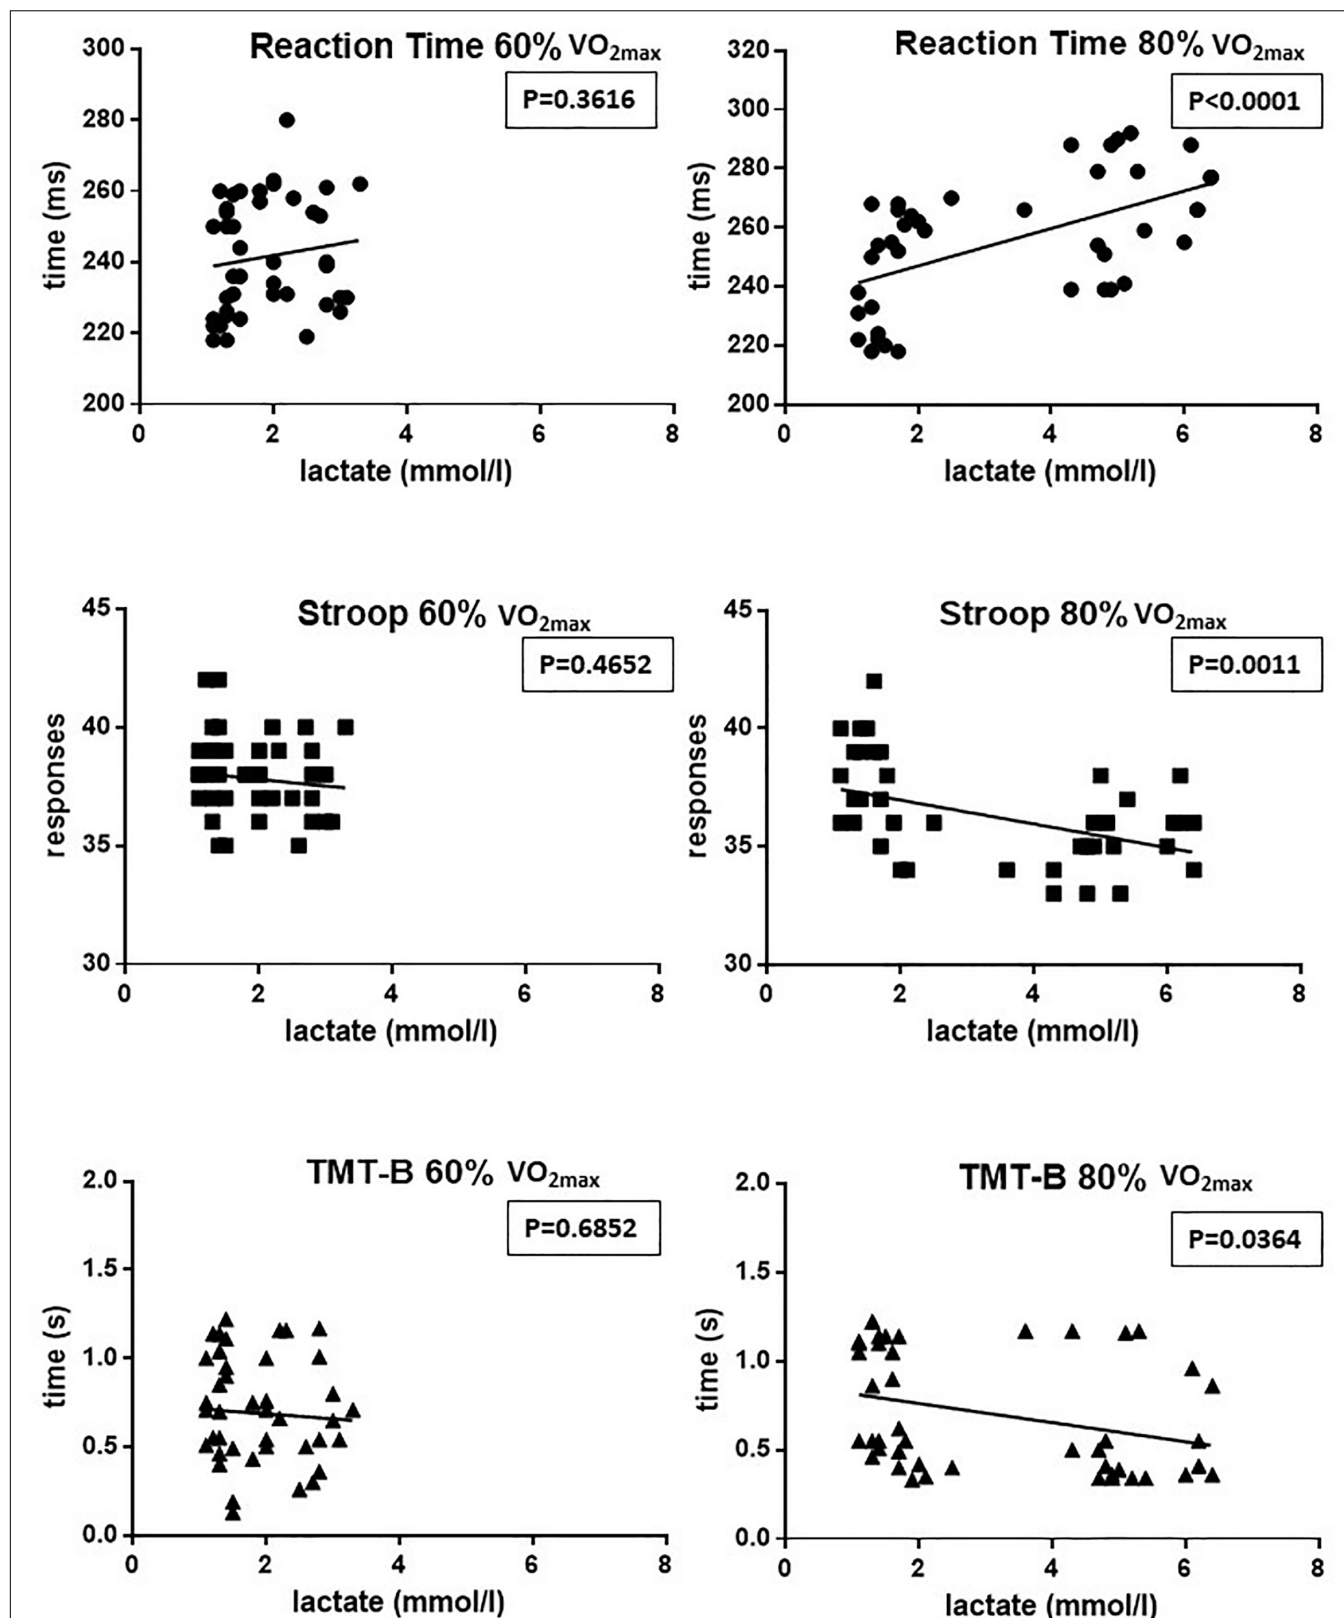 Reaction Time 60% VO2max
P=0.3616
300
280
260
240
220
200
time (ms)
0 2 4 6 8
lactate (mmol/l)
Reaction Time 80% VO2max
P<0.0001
320
300
280
260
240
220
200
time (ms)
0 2 4 6 8
lactate (mmol/l)
Stroop 60% VO2max
P=0.4652
45
40
35
30
responses
0 2 4 6 8
lactate (mmol/l)
Stroop 80% VO2max
P=0.0011
45
40
35
30
responses
0 2 4 6 8
lactate (mmol/l)
TMT-B 60% VO2max
P=0.6852
2.0
1.5
1.0
0.5
0.0
time (s)
0 2 4 6 8
lactate (mmol/l)
TMT-B 80% VO2max
P=0.0364
2.0
1.5
1.0
0.5
0.0
time (s)
0 2 4 6 8
lactate (mmol/l)